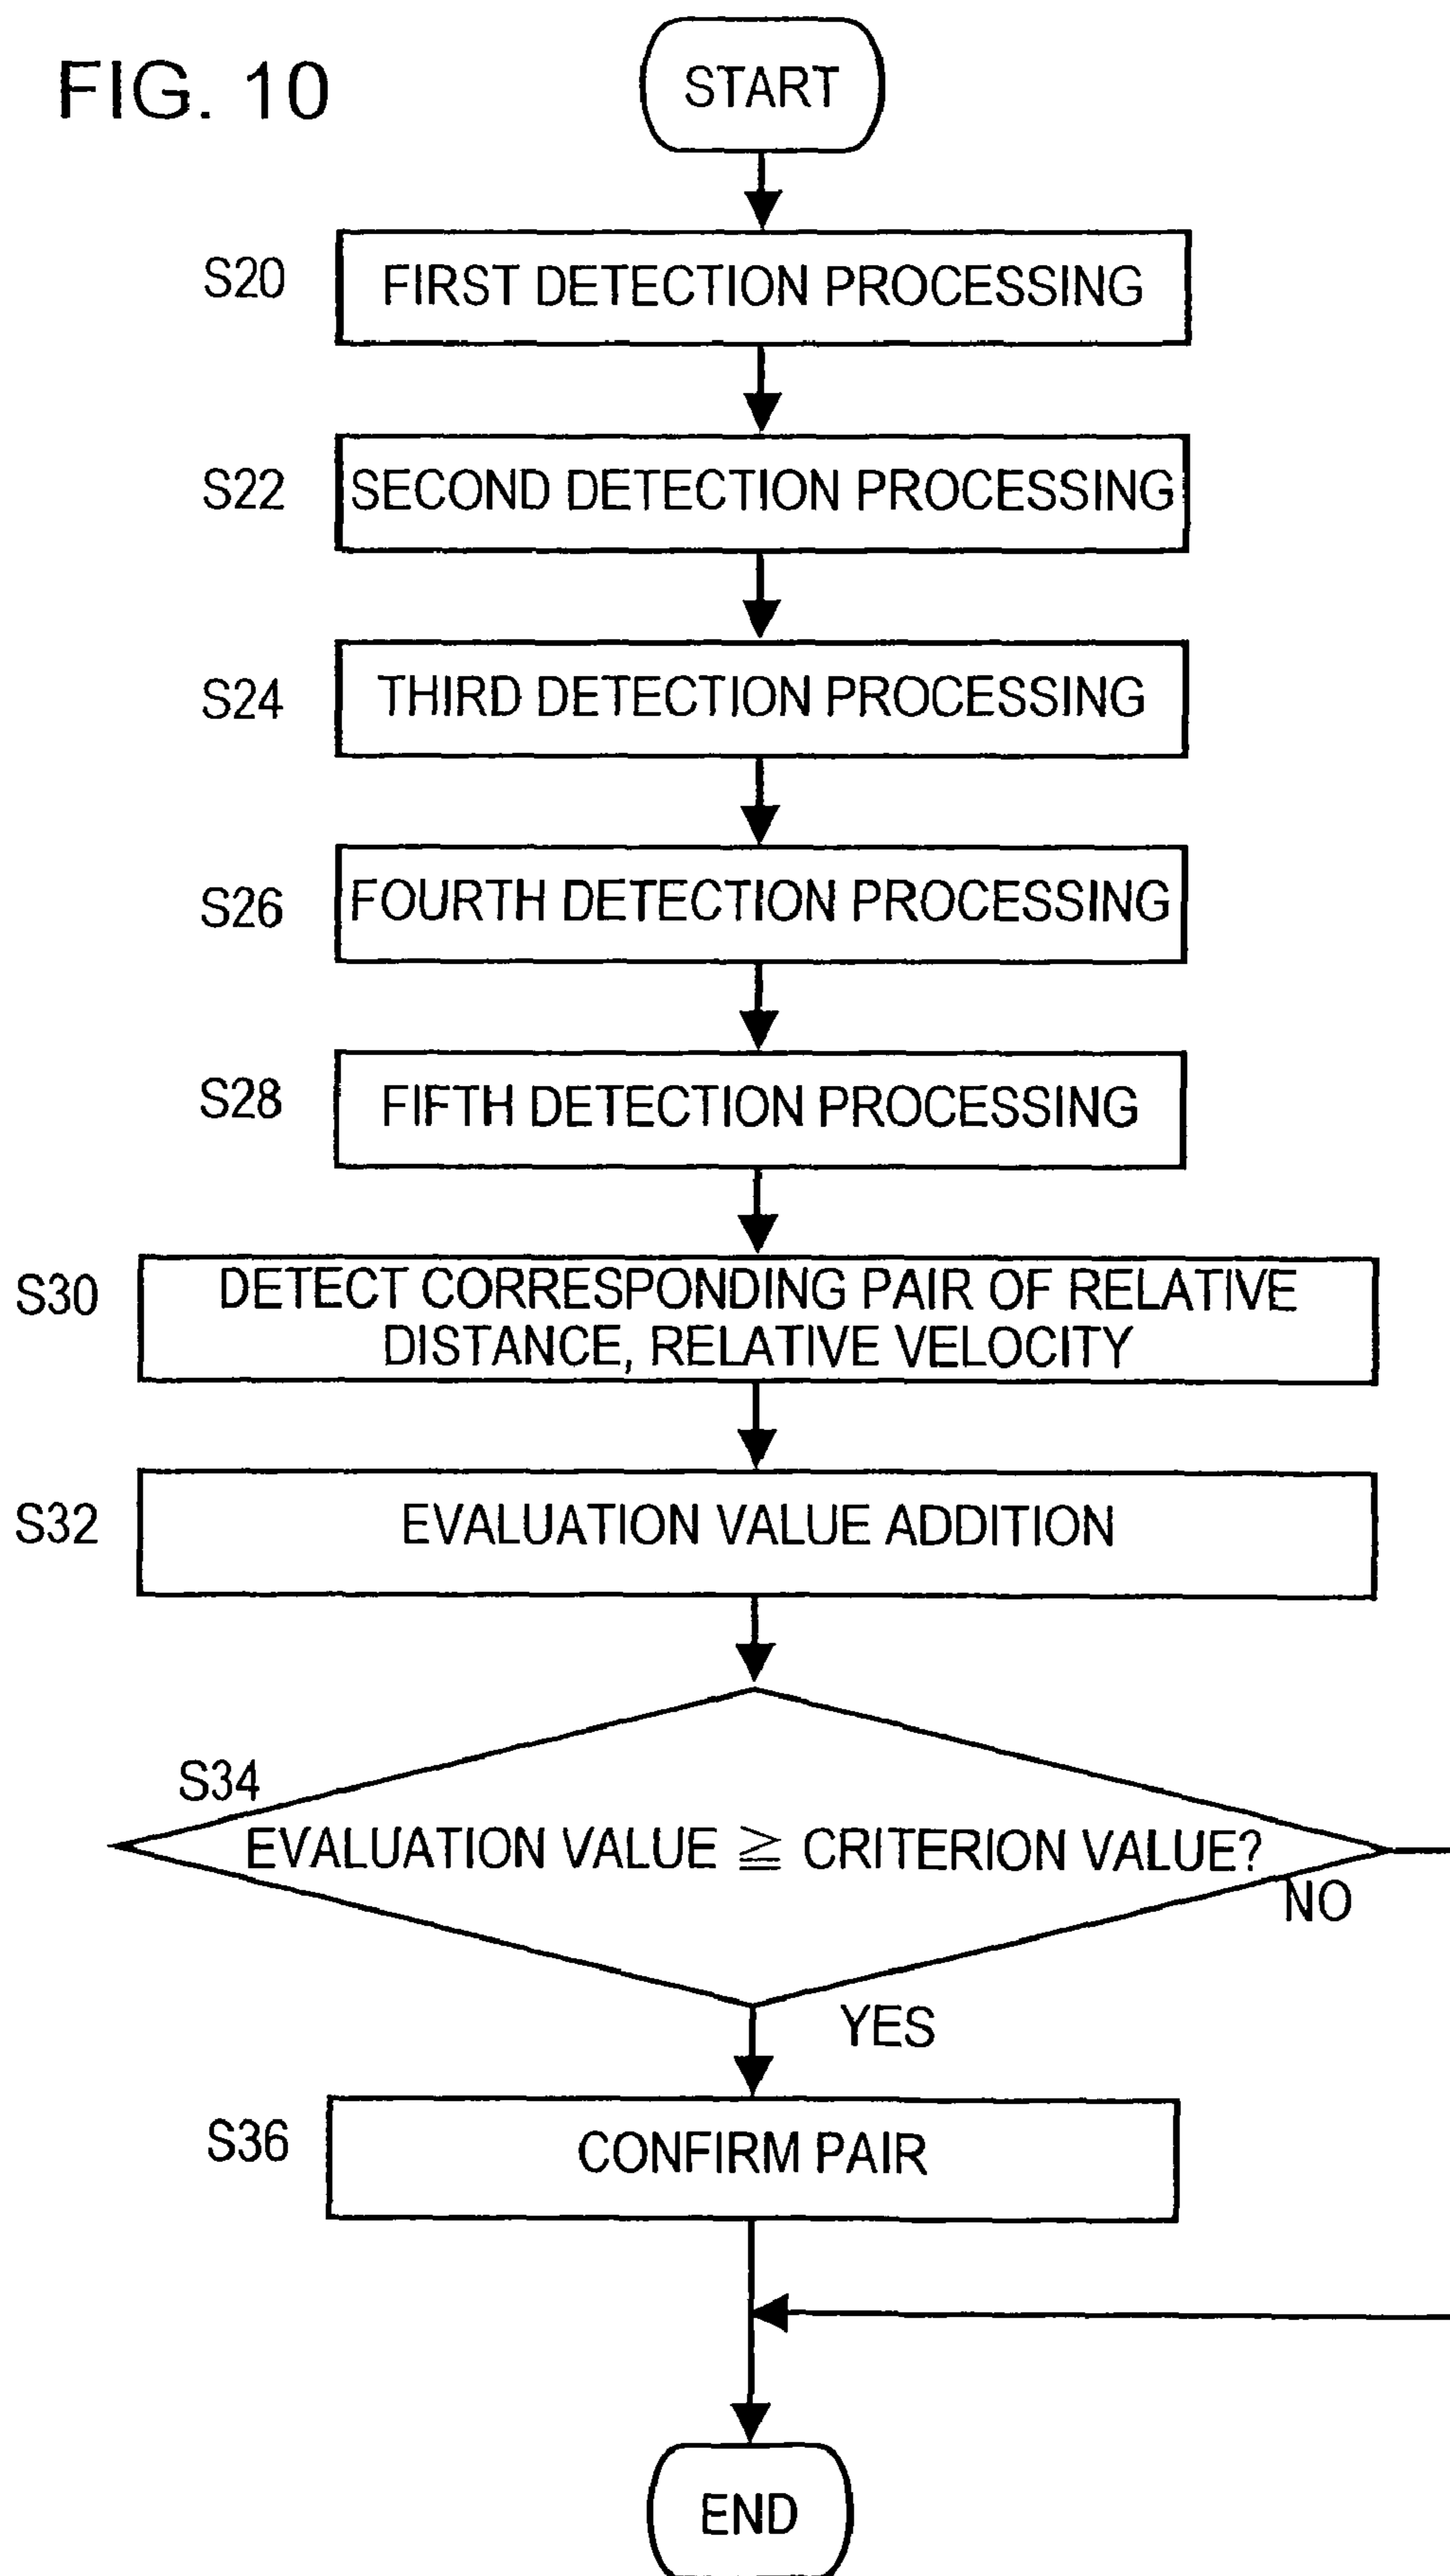 FIG. 10
START
S20
FIRST DETECTION PROCESSING
S22
SECOND DETECTION PROCESSING
S24
THIRD DETECTION PROCESSING
S26
FOURTH DETECTION PROCESSING
S28
FIFTH DETECTION PROCESSING
S30
DETECT CORRESPONDING PAIR OF RELATIVE
DISTANCE, RELATIVE VELOCITY
S32
EVALUATION VALUE ADDITION
S34
EVALUATION VALUE ≧ CRITERION VALUE?
NO
YES
S36
CONFIRM PAIR
END